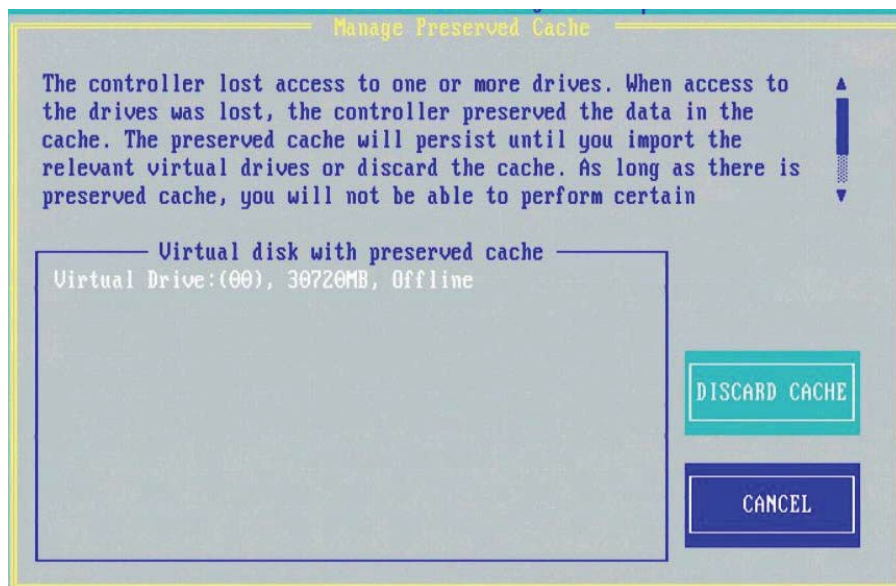 Manage Preserved Cache
The controller lost access to one or more drives. When access to
the drives was lost, the controller preserved the data in the
cache. The preserved cache will persist until you import the
relevant virtual drives or discard the cache. As long as there is
preserved cache, you will not be able to perform certain
Virtual disk with preserved cache
Virtual Drive:(00), 30720MB, Offline
DISCARD CACHE
CANCEL